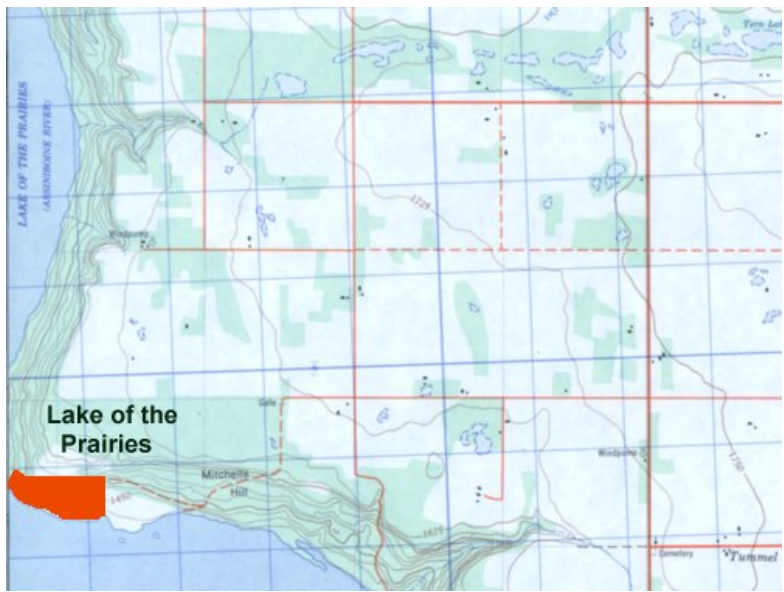 Tern La
LAKE OF THE PRAIRIES
(ASSINIBOINE RIVER)
1725
Windpump
Gate
Lake of the
Prairies
Mitchells
Hill
Windpump
1750
1450
1625
Cemetery
Tummel